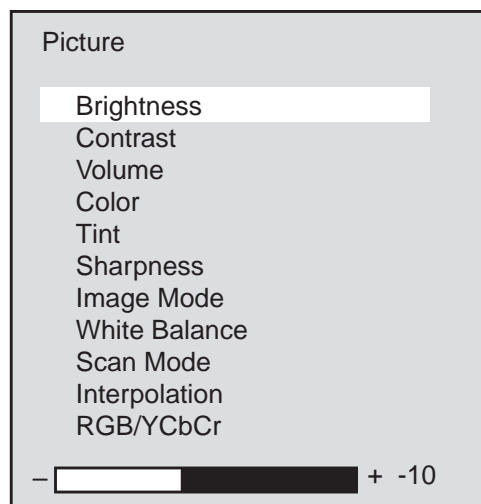 Picture
Brightness
Contrast
Volume
Color
Tint
Sharpness
Image Mode
White Balance
Scan Mode
Interpolation
RGB/YCbCr
– + -10